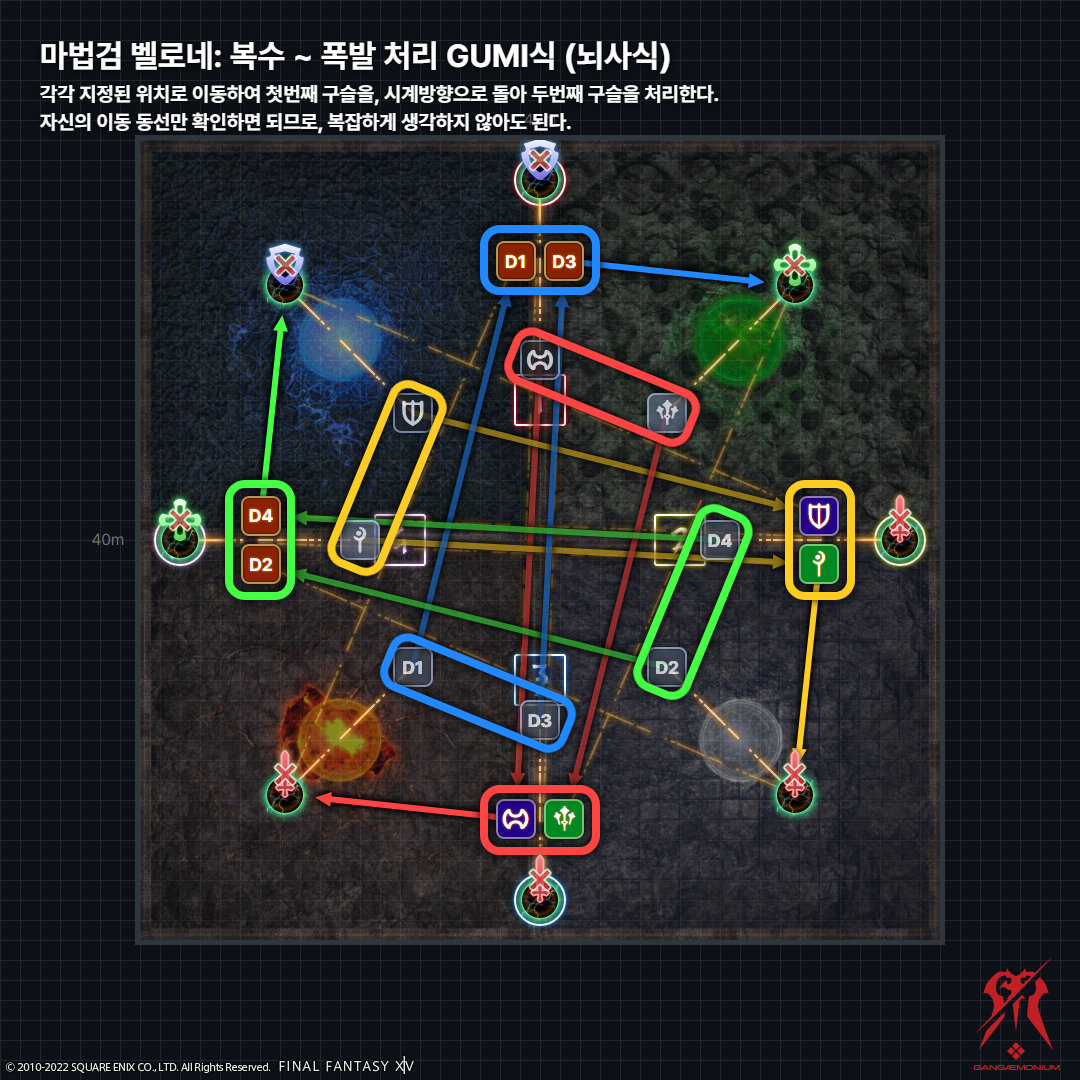 마법검 벨로네: 복수 ~ 폭발 처리 GUMI식 (뇌사식)
각각 지정된 위치로 이동하여 첫번째 구슬을, 시계방향으로 돌아 두번째 구슬을 처리한다.
자신의 이동 동선만 확인하면 되므로, 복잡하게 생각하지 않아도 된다.
D1 D3
1
D4
40m
D4
D2
4
2
D1
D2
3
D3
© 2010-2022 SQUARE ENIX CO., LTD. All Rights Reserved. FINAL FANTASY XIV
GANGÆMONIUM